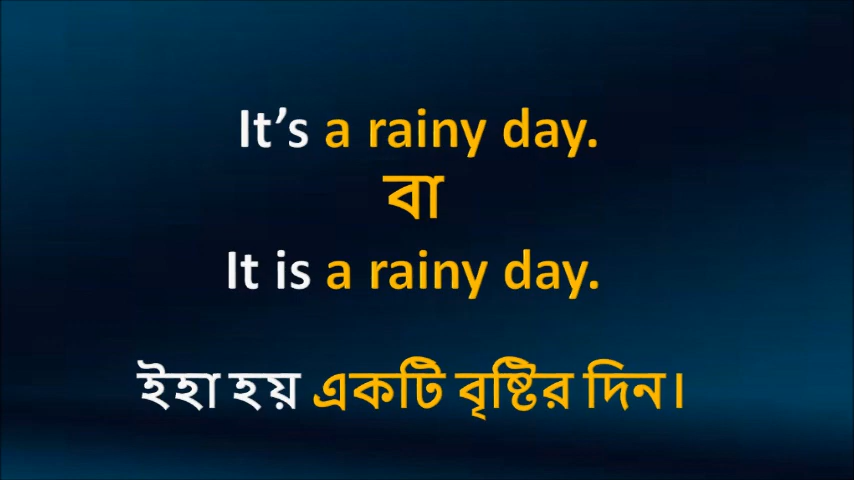 It’s a rainy day.
বা
It is a rainy day.
ইহা হয় একটি বৃষ্টির দিন।